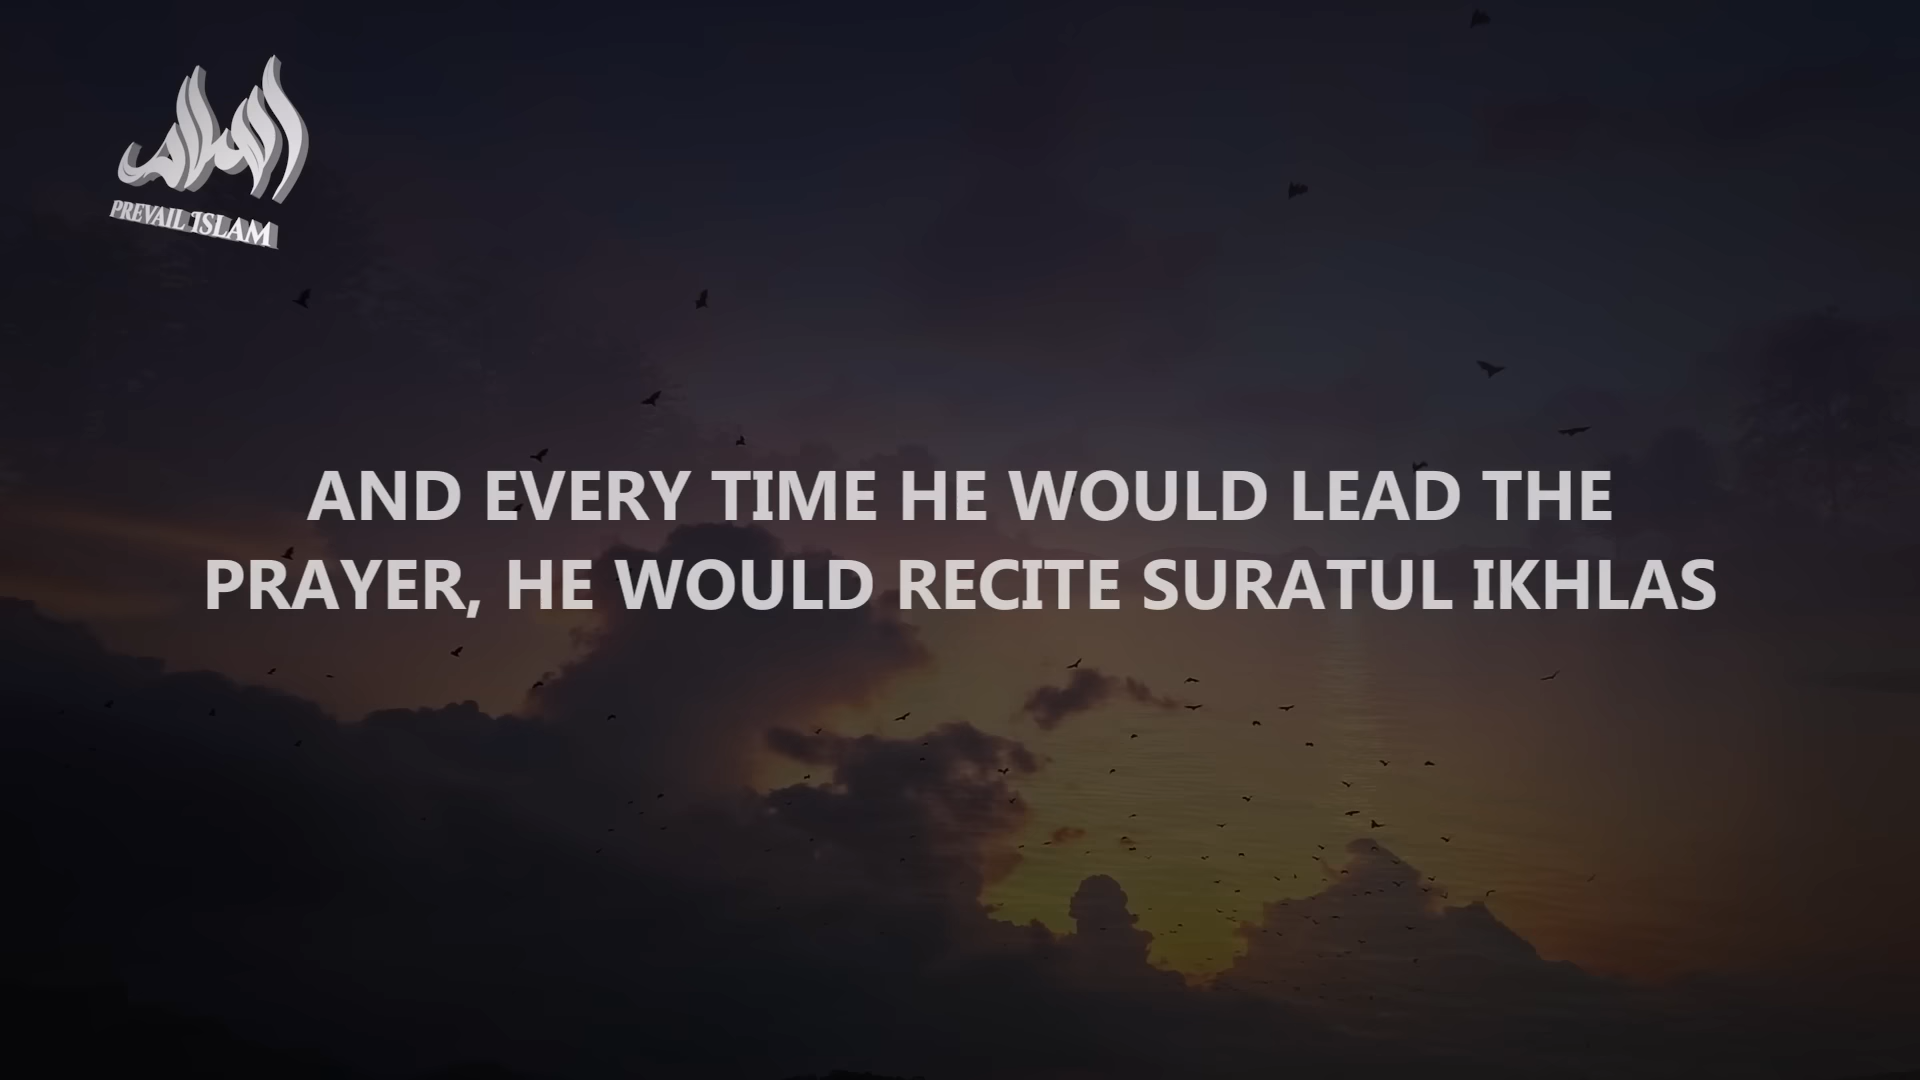 PREVAIL ISLAM
AND EVERY TIME HE WOULD LEAD THE
PRAYER, HE WOULD RECITE SURATUL IKHLAS